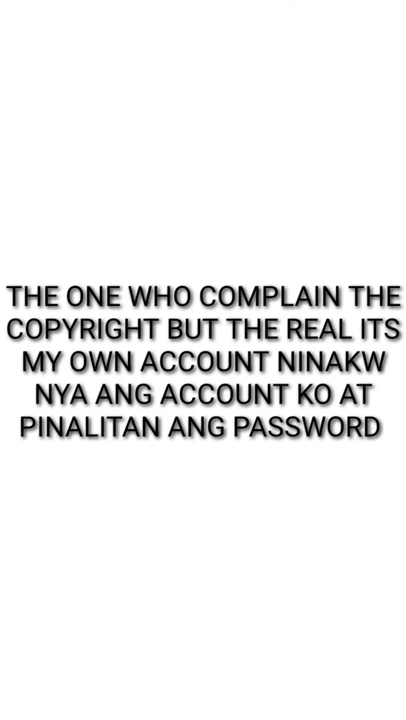 THE ONE WHO COMPLAIN THE
COPYRIGHT BUT THE REAL ITS
MY OWN ACCOUNT NINAKW
NYA ANG ACCOUNT KO AT
PINALITAN ANG PASSWORD